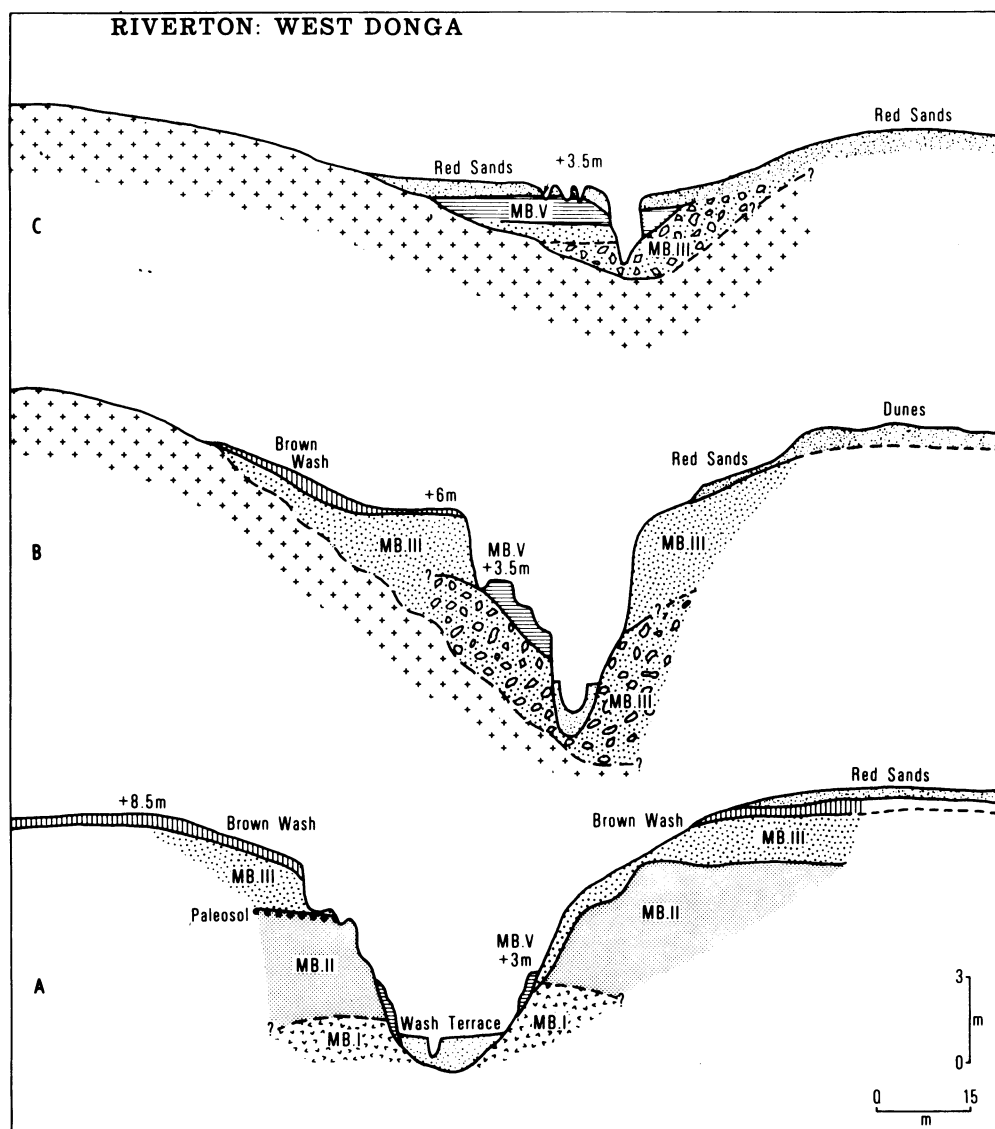 RIVERTON: WEST DONGA
Red Sands
Red Sands
+3.5m
?
MB.V
C
MB.III
Dunes
Brown
Wash
Red Sands
+6m
MB.III
MB.III
B
MB.V
+3.5m
?
?
MB.III
?
Red Sands
+8.5m
Brown Wash
Brown Wash
MB.III
MB.III
Paleosol
MB.II
MB.II
MB.V
+3m
A
3
?
Wash Terrace
?
MB.I
MB.I
m
0
0 15
m